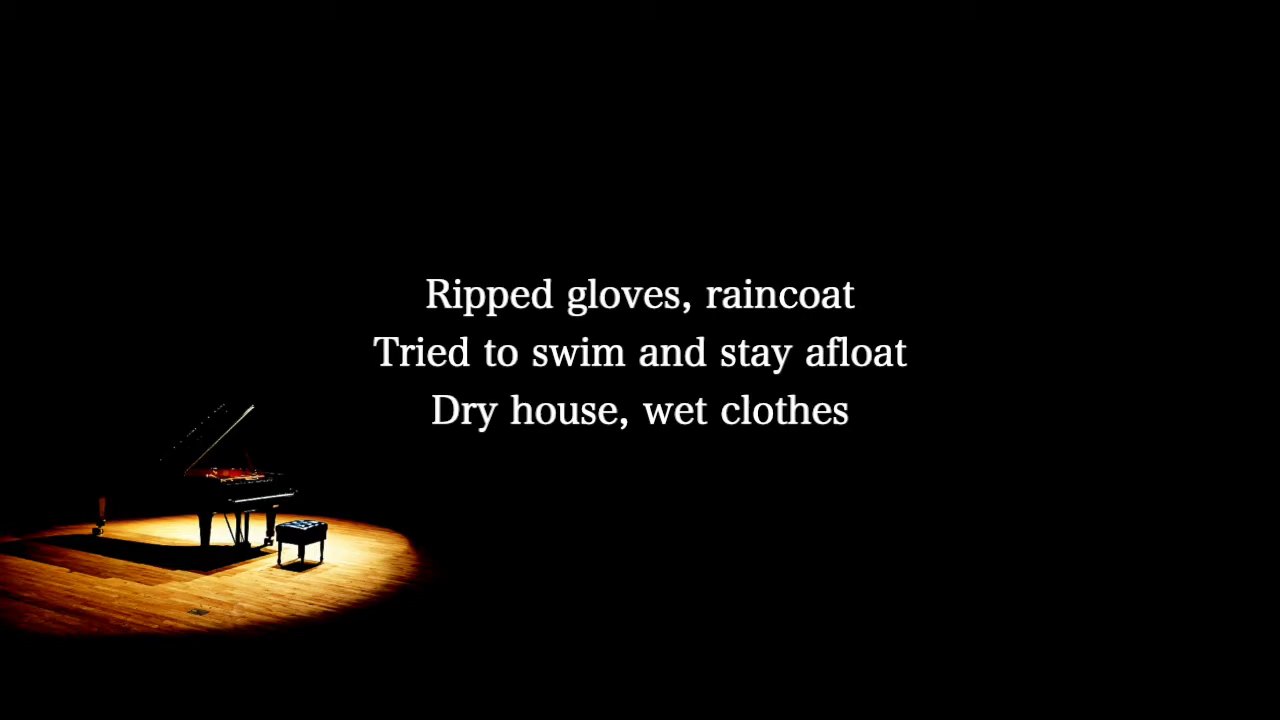 Ripped gloves, raincoat
Tried to swim and stay afloat
Dry house, wet clothes